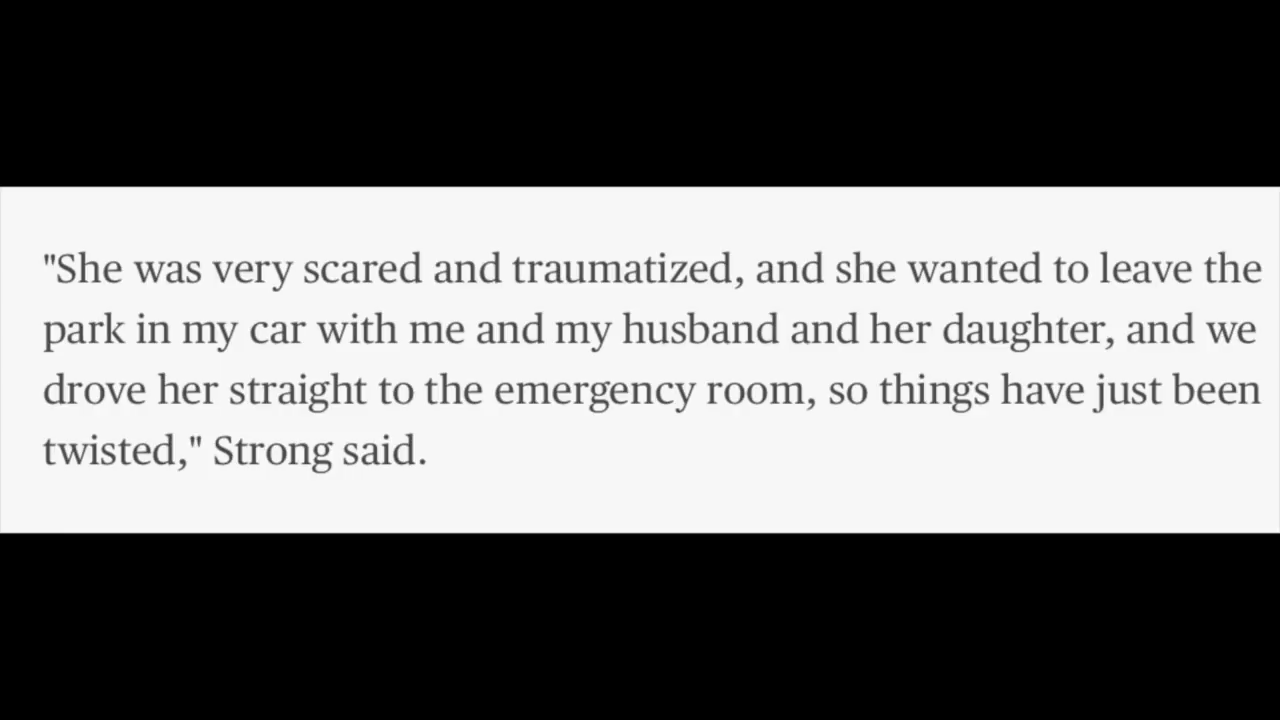 "She was very scared and traumatized, and she wanted to leave the
park in my car with me and my husband and her daughter, and we
drove her straight to the emergency room, so things have just been
twisted," Strong said.